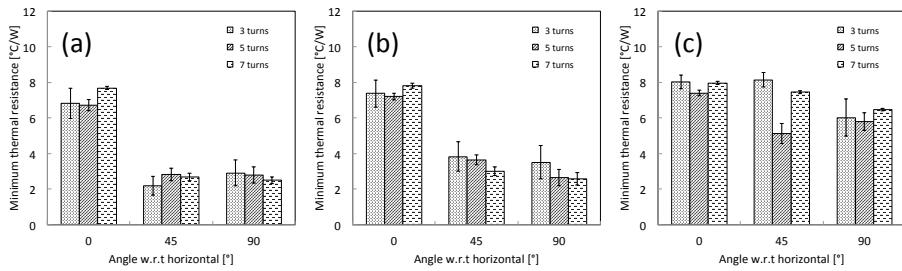 (a)
3 turns
5 turns
7 turns
Minimum thermal resistance [°C/W]
12
10
8
6
4
2
0
0 45 90
Angle w.r.t horizontal [°]
(b)
3 turns
5 turns
7 turns
Minimum thermal resistance [°C/W]
12
10
8
6
4
2
0
0 45 90
Angle w.r.t horizontal [°]
(c)
3 turns
5 turns
7 turns
Minimum thermal resistance [°C/W]
12
10
8
6
4
2
0
0 45 90
Angle w.r.t horizontal [°]